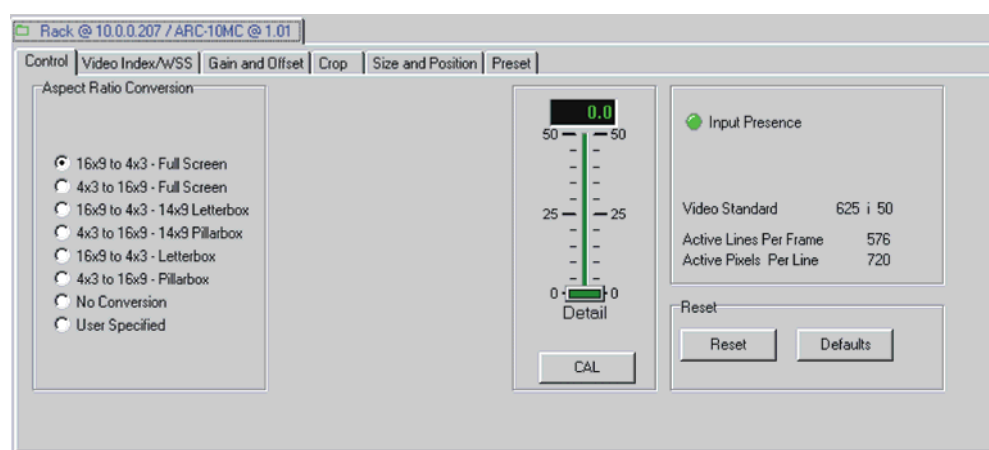 Rack @ 10.0.0.207 / ARC-10MC @ 1.01
Control Video Index/WSS Gain and Offset Crop Size and Position Preset
Aspect Ratio Conversion
16x9 to 4x3 - Full Screen
4x3 to 16x9 - Full Screen
16x9 to 4x3 - 14x9 Letterbox
4x3 to 16x9 - 14x9 Pillarbox
16x9 to 4x3 - Letterbox
4x3 to 16x9 - Pillarbox
No Conversion
User Specified
0.0
50 50
25 25
0 0
Detail
CAL
Input Presence
Video Standard 625 i 50
Active Lines Per Frame 576
Active Pixels Per Line 720
Reset
Reset Defaults